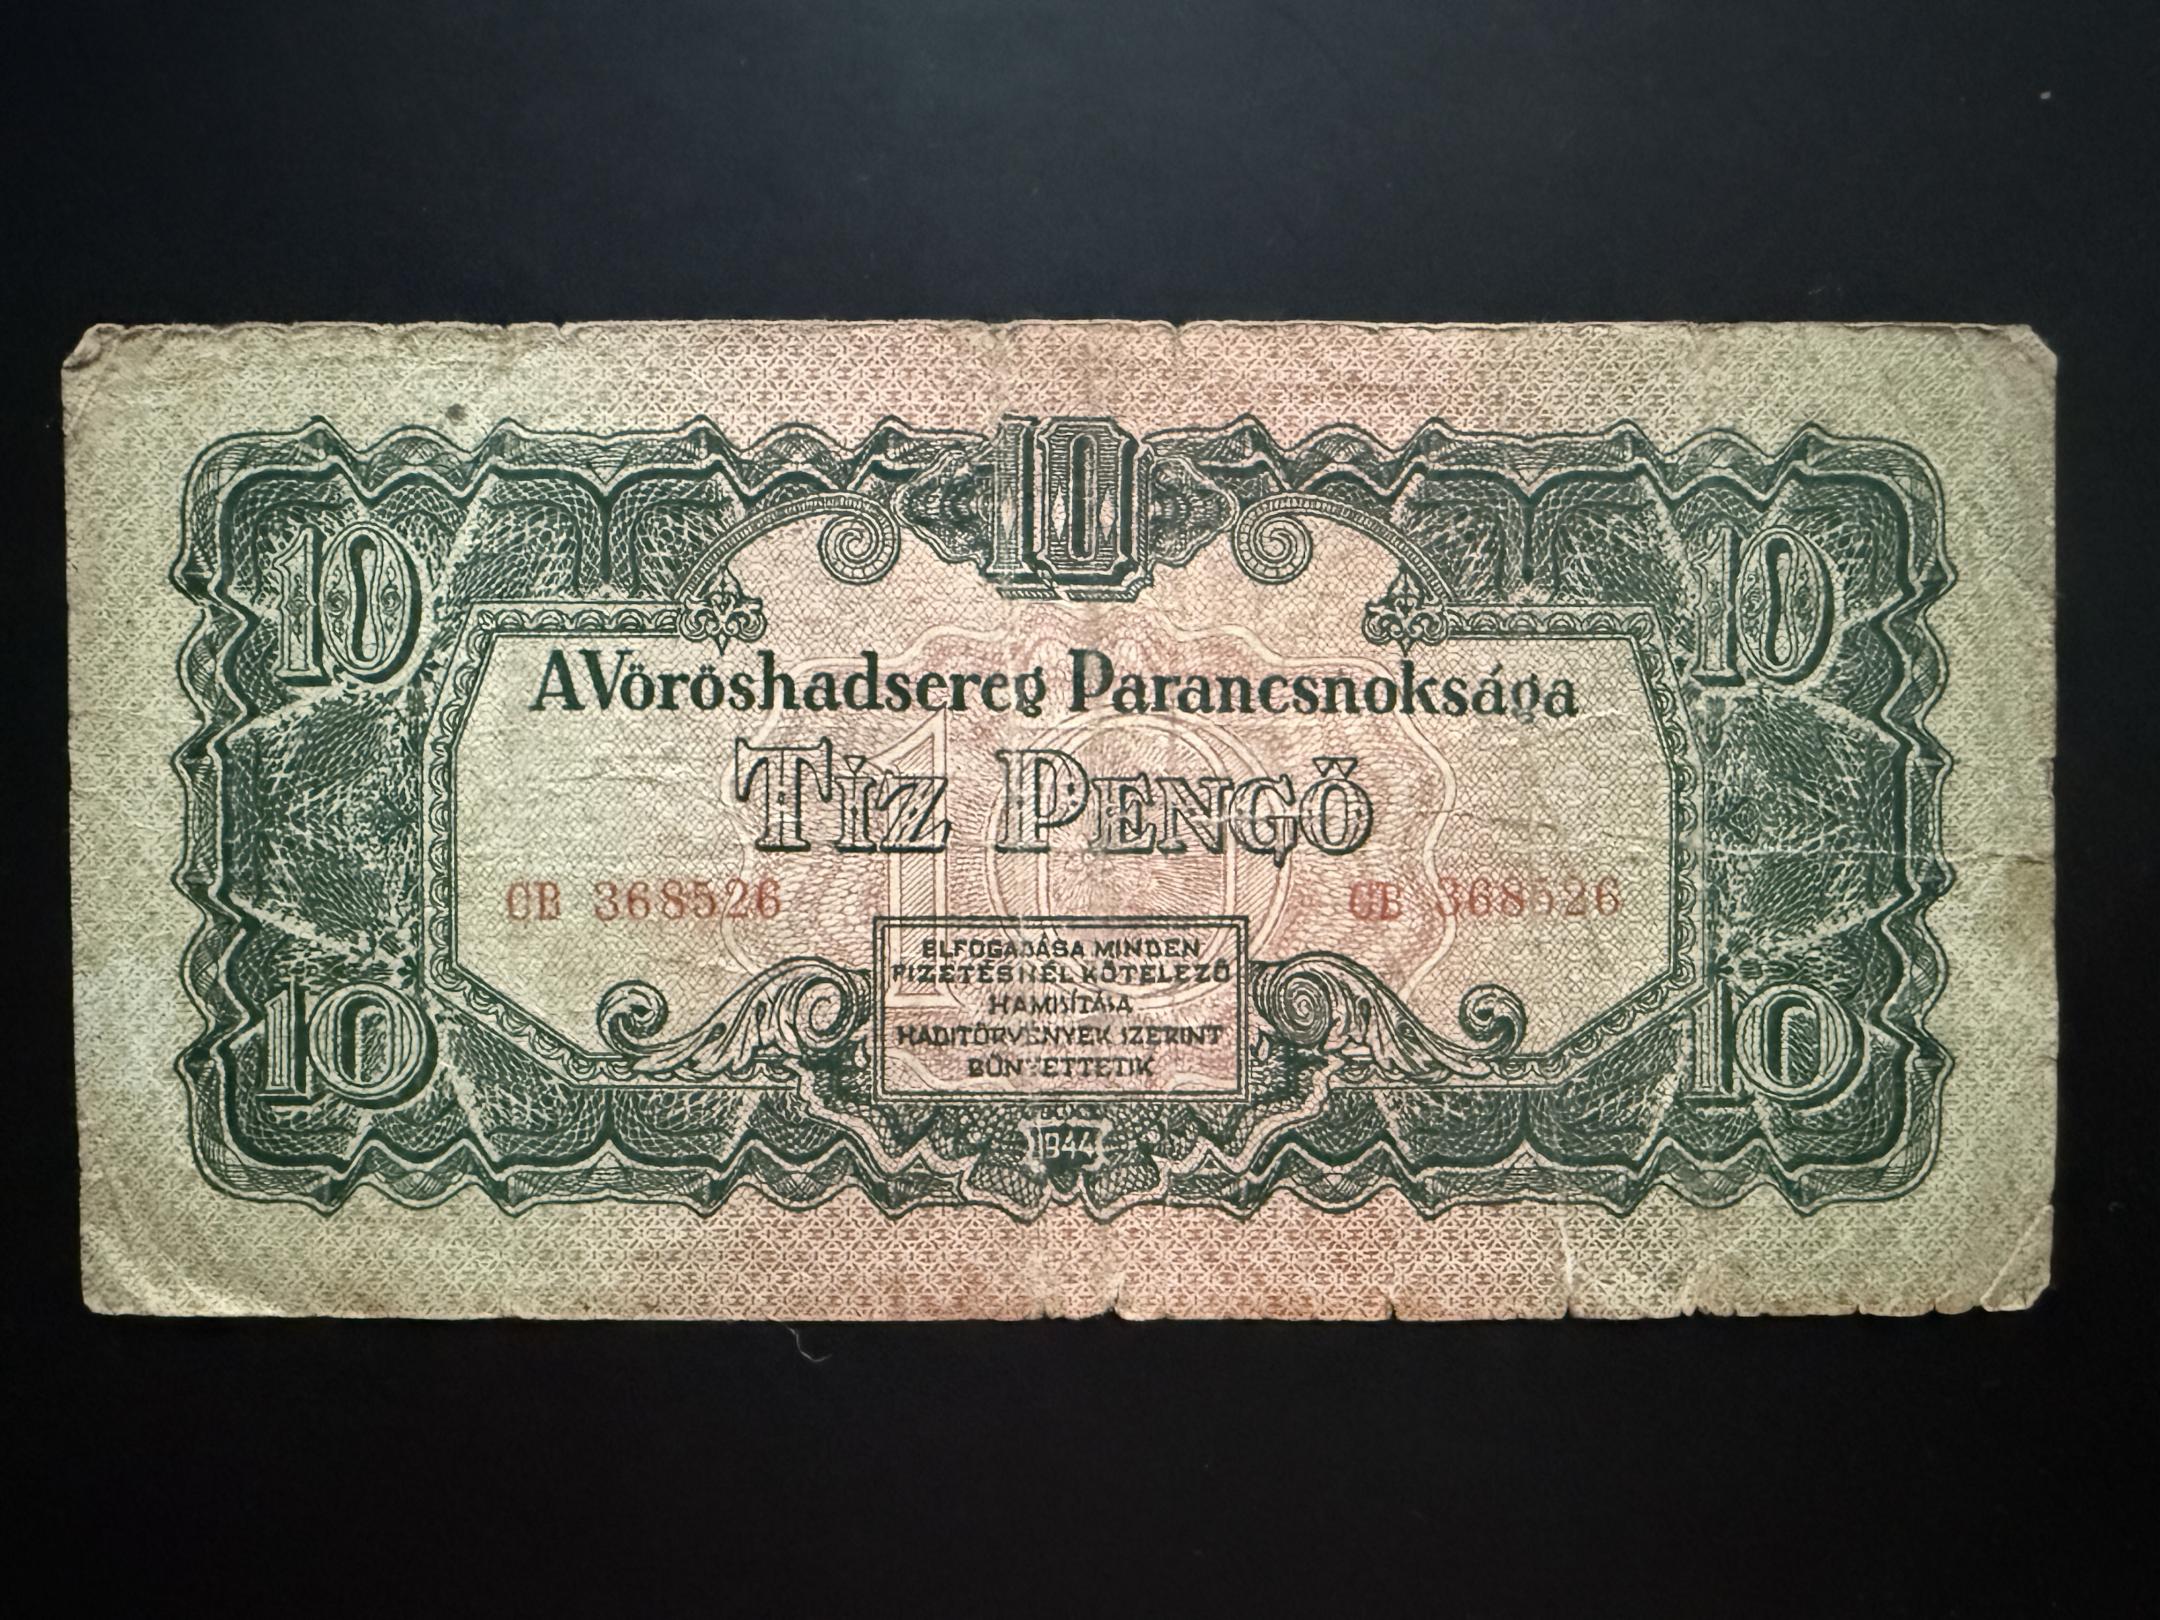 10
10
10
A Vöröshadsereg Parancsnoksága
Tíz Pengő
10
CB 368526
CB 368526
ELFOGADÁSA MINDEN
FIZETÉSNÉL KÖTELEZŐ
HAMISÍTÁSA
HADITÖRVÉNYEK SZERINT
BÜNTETTETIK
10
10
1944